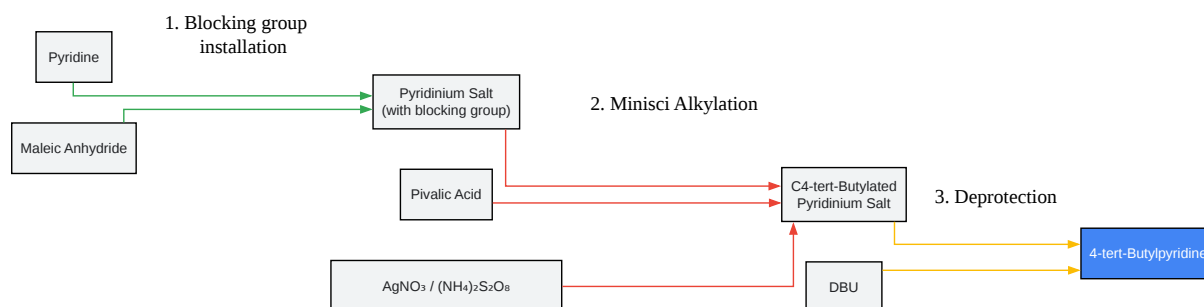 1. Blocking group
installation
Pyridine
Maleic Anhydride
Pyridinium Salt
(with blocking group)
2. Minisci Alkylation
Pivalic Acid
AgNO₃ / (NH₄)₂S₂O₈
C4-tert-Butylated
Pyridinium Salt
3. Deprotection
DBU
4-tert-Butylpyridine